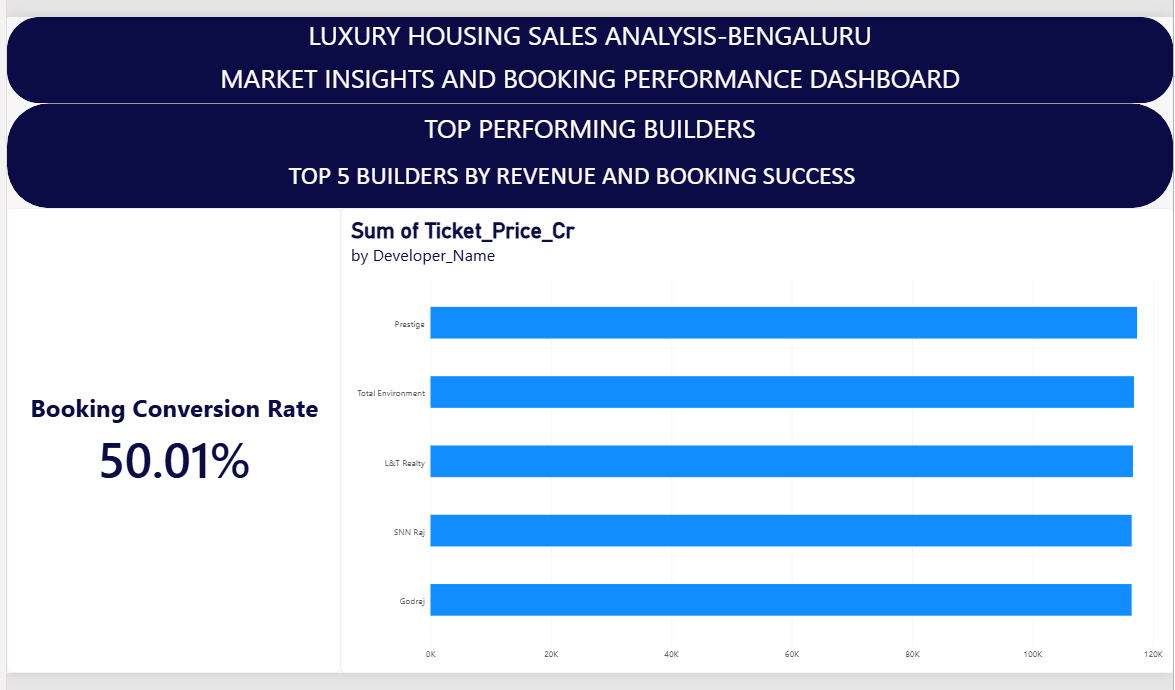 LUXURY HOUSING SALES ANALYSIS-BENGALURU
MARKET INSIGHTS AND BOOKING PERFORMANCE DASHBOARD
TOP PERFORMING BUILDERS
TOP 5 BUILDERS BY REVENUE AND BOOKING SUCCESS
Booking Conversion Rate
50.01%
Sum of Ticket_Price_Cr
by Developer_Name
Prestige
Total Environment
L&T Realty
SNN Raj
Godrej
0K 20K 40K 60K 80K 100K 120K